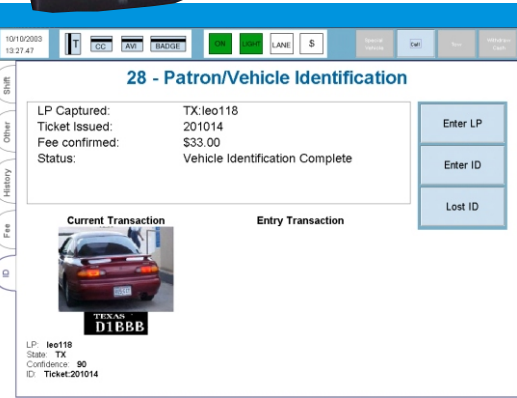 10/10/2003
13:27.47
T
CC
AVI
BADGE
ON
LIGHT
LANE
$
Special
Vehicle
Exit
28 - Patron/Vehicle Identification
Shift
Other
History
Fee
ID
LP Captured: TX:leo118
Ticket Issued: 201014
Fee confirmed: $33.00
Status: Vehicle Identification Complete
Enter LP
Enter ID
Lost ID
Current Transaction
Entry Transaction
TEXAS
D1BBB
LP: leo118
State: TX
Confidence: 90
ID: Ticket:201014